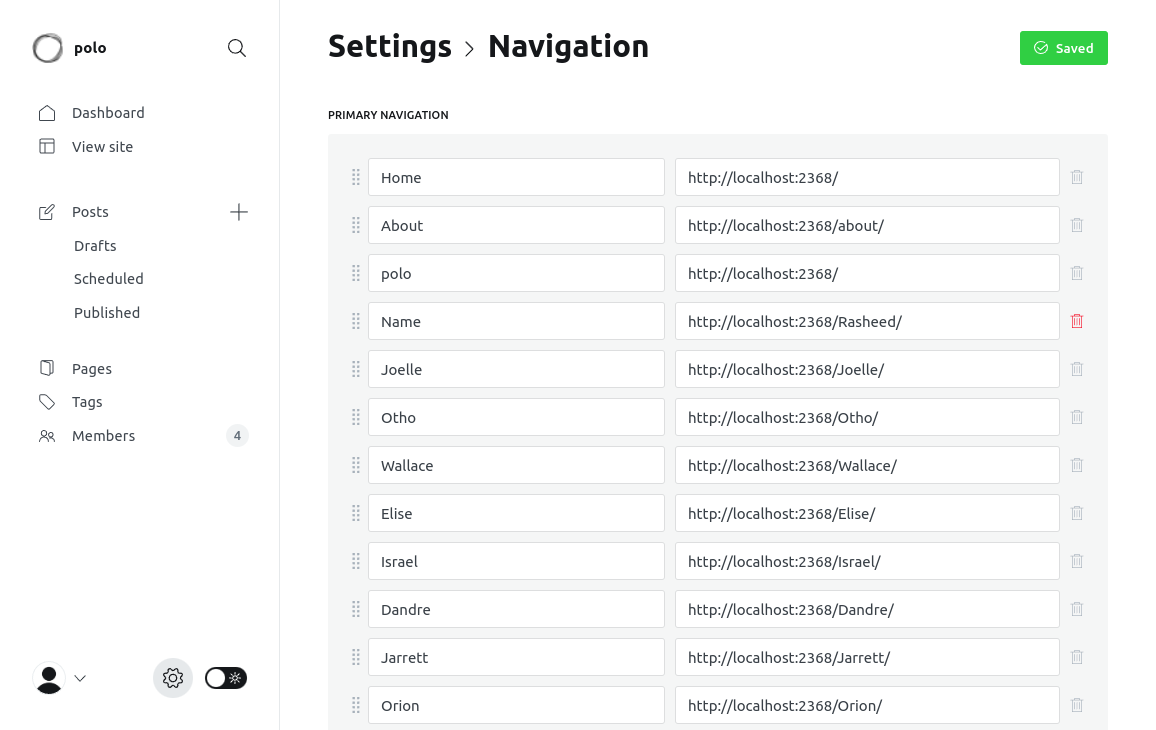 polo
Settings > Navigation
Saved
Dashboard
View site
Posts
Drafts
Scheduled
Published
Pages
Tags
Members 4
PRIMARY NAVIGATION
Home http://localhost:2368/
About http://localhost:2368/about/
polo http://localhost:2368/
Name http://localhost:2368/Rasheed/
Joelle http://localhost:2368/Joelle/
Otho http://localhost:2368/Otho/
Wallace http://localhost:2368/Wallace/
Elise http://localhost:2368/Elise/
Israel http://localhost:2368/Israel/
Dandre http://localhost:2368/Dandre/
Jarrett http://localhost:2368/Jarrett/
Orion http://localhost:2368/Orion/